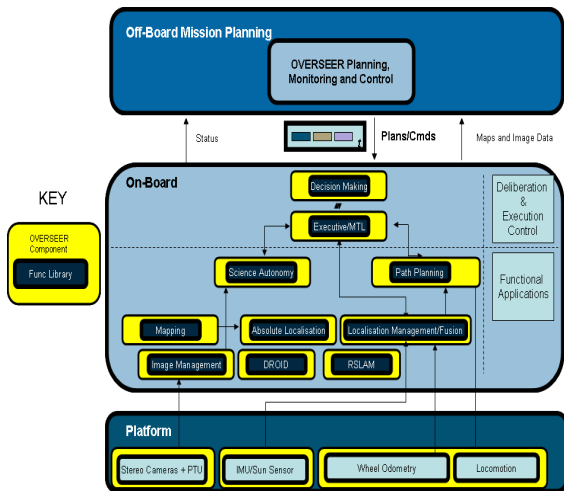 Off-Board Mission Planning
OVERSEER Planning,
Monitoring and Control
Status
Plans/Cmds
Maps and Image Data
t
KEY
OVERSEER
Component
Func Library
On-Board
Decision Making
Executive/MTL
Deliberation
&
Execution
Control
Science Autonomy
Path Planning
Functional
Applications
Mapping
Absolute Localisation
Localisation Management/Fusion
Image Management
DROID
RSLAM
Platform
Stereo Cameras + PTU
IMU/Sun Sensor
Wheel Odometry
Locomotion